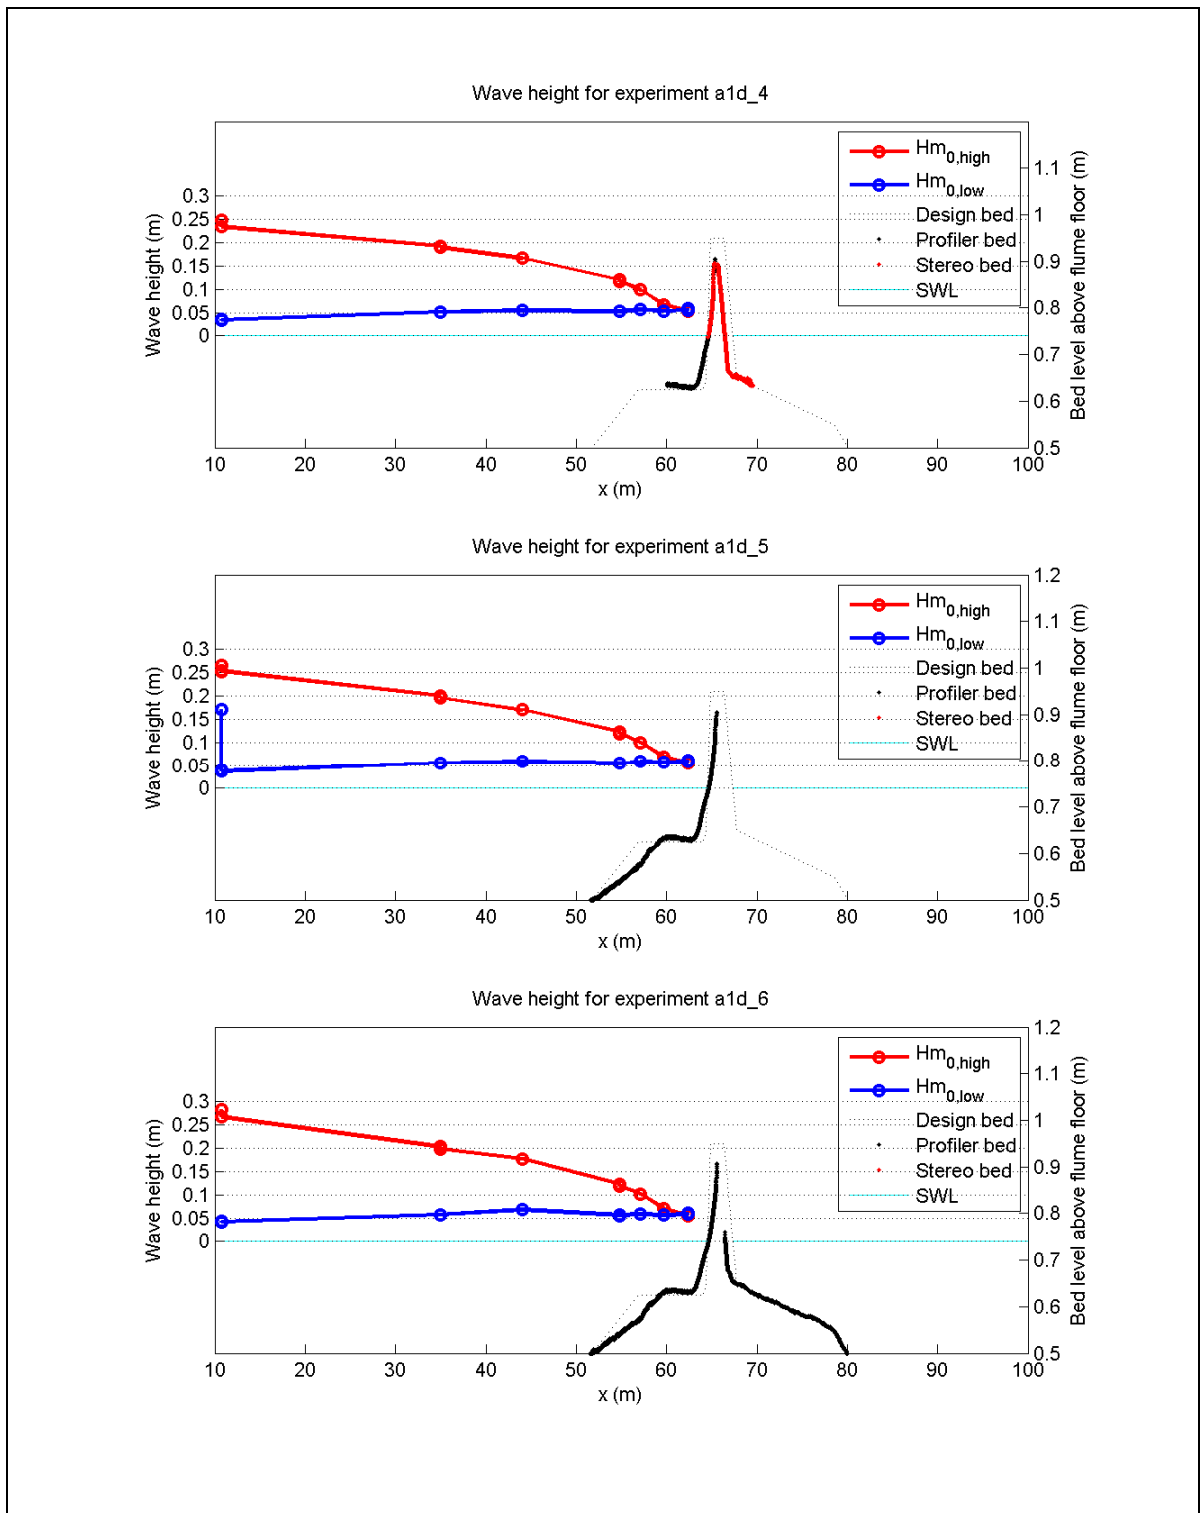 Wave height for experiment a1d_4
Wave height (m)
0.3
0.25
0.2
0.15
0.1
0.05
0
Hm0,high
Hm0,low
Design bed
Profiler bed
Stereo bed
SWL
1.1
1
0.9
0.8
0.7
0.6
0.5
Bed level above flume floor (m)
10 20 30 40 50 60 70 80 90 100
x (m)
Wave height for experiment a1d_5
Wave height (m)
0.3
0.25
0.2
0.15
0.1
0.05
0
Hm0,high
Hm0,low
Design bed
Profiler bed
Stereo bed
SWL
1.2
1.1
1
0.9
0.8
0.7
0.6
0.5
Bed level above flume floor (m)
10 20 30 40 50 60 70 80 90 100
x (m)
Wave height for experiment a1d_6
Wave height (m)
0.3
0.25
0.2
0.15
0.1
0.05
0
Hm0,high
Hm0,low
Design bed
Profiler bed
Stereo bed
SWL
1.2
1.1
1
0.9
0.8
0.7
0.6
0.5
Bed level above flume floor (m)
10 20 30 40 50 60 70 80 90 100
x (m)